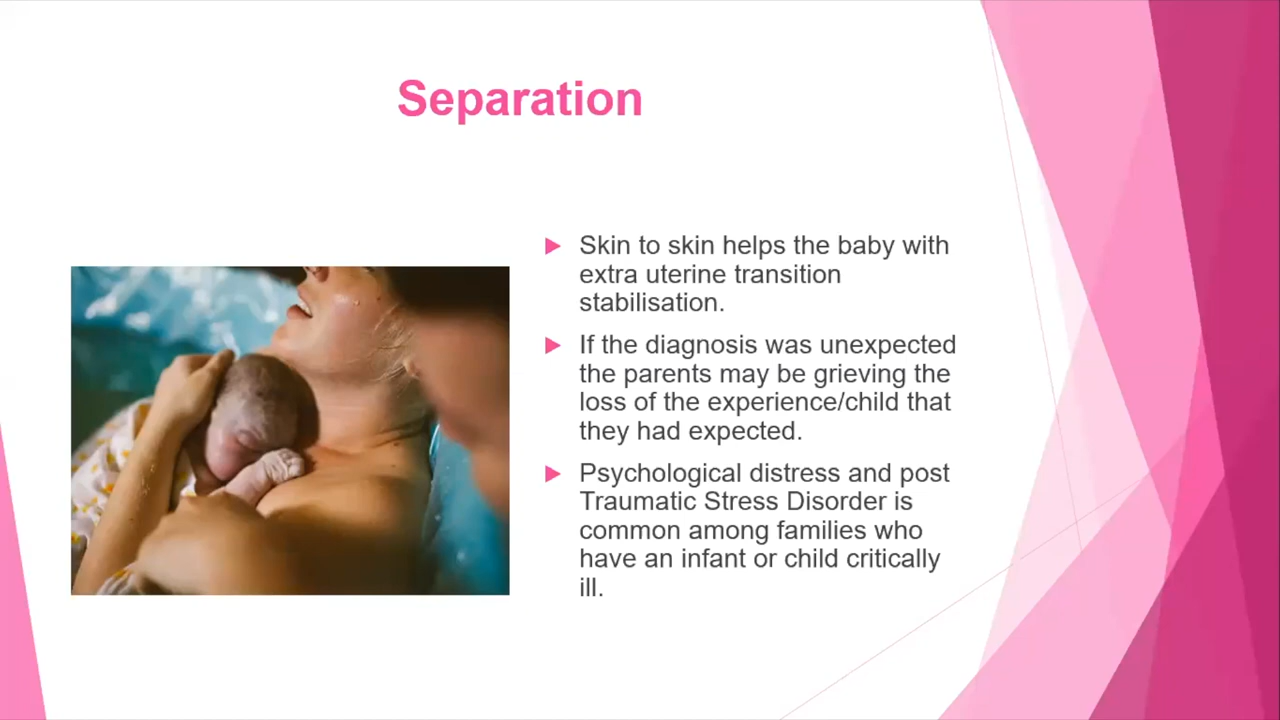 Separation
Skin to skin helps the baby with
extra uterine transition
stabilisation.
If the diagnosis was unexpected
the parents may be grieving the
loss of the experience/child that
they had expected.
Psychological distress and post
Traumatic Stress Disorder is
common among families who
have an infant or child critically
ill.